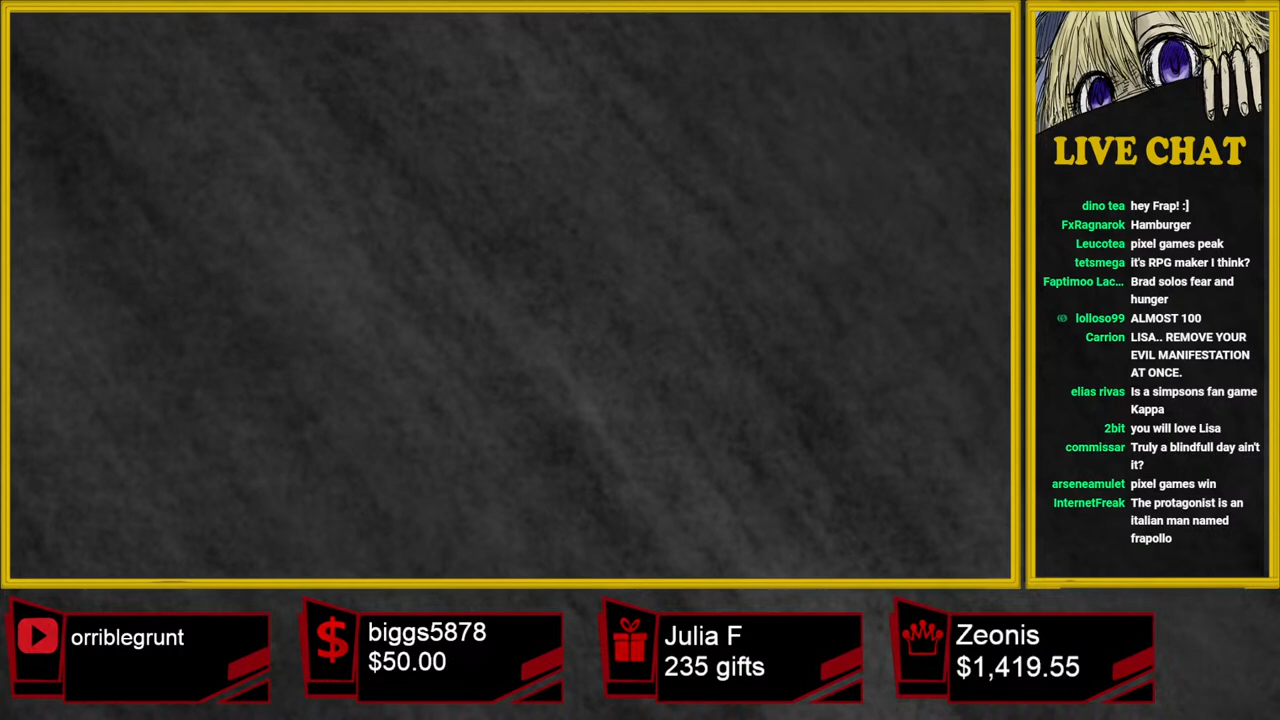 LIVE CHAT
dino tea hey Frap! :]
FxRagnarok Hamburger
Leucotea pixel games peak
tetsmega it's RPG maker I think?
Faptimoo Lac... Brad solos fear and
hunger
lolloso99 ALMOST 100
Carrion LISA.. REMOVE YOUR
EVIL MANIFESTATION
AT ONCE.
elias rivas Is a simpsons fan game
Kappa
2bit you will love Lisa
commissar Truly a blindfull day ain't
it?
arseneamulet pixel games win
InternetFreak The protagonist is an
italian man named
frapollo
orriblegrunt
$ biggs5878
$50.00
Julia F
235 gifts
Zeonis
$1,419.55